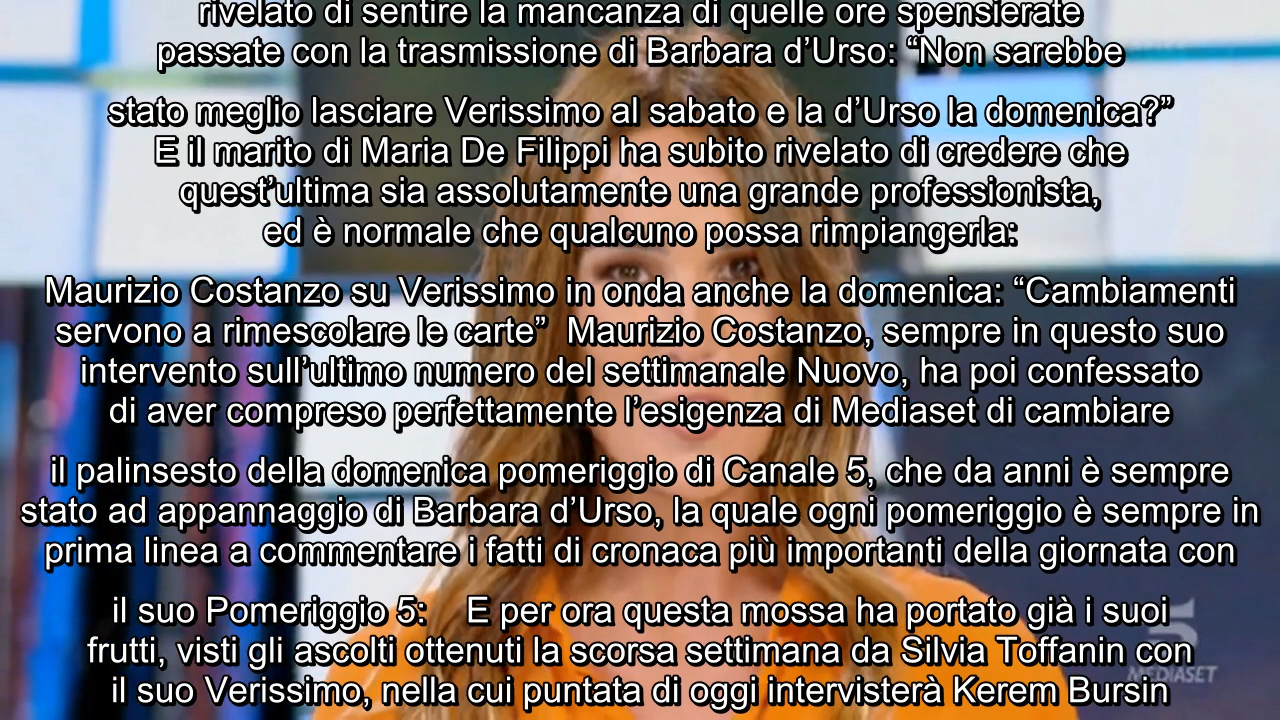 rivelato di sentire la mancanza di quelle ore spensierate
passate con la trasmissione di Barbara d’Urso: “Non sarebbe
stato meglio lasciare Verissimo al sabato e la d’Urso la domenica?”
E il marito di Maria De Filippi ha subito rivelato di credere che
quest’ultima sia assolutamente una grande professionista,
ed è normale che qualcuno possa rimpiangerla:
Maurizio Costanzo su Verissimo in onda anche la domenica: “Cambiamenti
servono a rimescolare le carte”  Maurizio Costanzo, sempre in questo suo
intervento sull’ultimo numero del settimanale Nuovo, ha poi confessato
di aver compreso perfettamente l’esigenza di Mediaset di cambiare
il palinsesto della domenica pomeriggio di Canale 5, che da anni è sempre
stato ad appannaggio di Barbara d’Urso, la quale ogni pomeriggio è sempre in
prima linea a commentare i fatti di cronaca più importanti della giornata con
il suo Pomeriggio 5:    E per ora questa mossa ha portato già i suoi
frutti, visti gli ascolti ottenuti la scorsa settimana da Silvia Toffanin con
il suo Verissimo, nella cui puntata di oggi intervisterà Kerem Bursin
5
MEDIASET